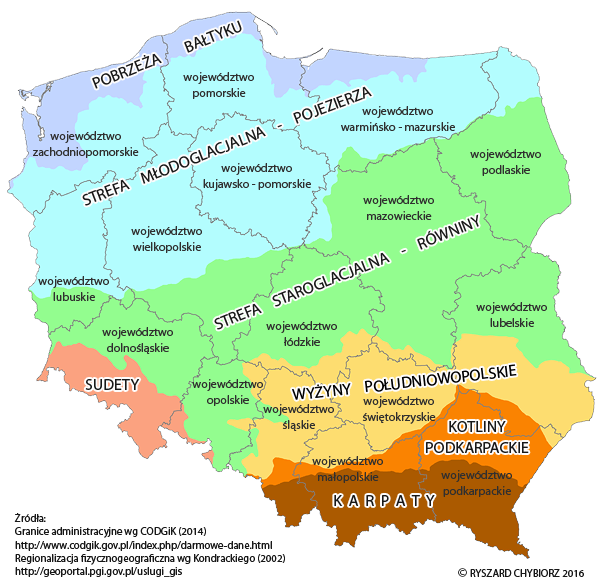 POBRZEŻA BAŁTYKU
województwo
pomorskie
województwo
zachodniopomorskie
STREFA MŁODOGLACJALNA - POJEZIERZA
województwo
warmińsko - mazurskie
województwo
podlaskie
województwo
kujawsko - pomorskie
województwo
mazowieckie
województwo
wielkopolskie
województwo
lubuskie
STREFA STAROGLACJALNA - RÓWNINY
województwo
lubelskie
województwo
dolnośląskie
województwo
łódzkie
SUDETY
województwo
opolskie
WYŻYNY POŁUDNIOWOPOLSKIE
województwo
śląskie
województwo
świętokrzyskie
KOTLINY
PODKARPACKIE
województwo
małopolskie
województwo
podkarpackie
KARPATY
Źródła:
Granice administracyjne wg CODGiK (2014)
http://www.codgik.gov.pl/index.php/darmowe-dane.html
Regionalizacja fizycznogeograficzna wg Kondrackiego (2002)
http://geoportal.pgi.gov.pl/uslugi_gis
© RYSZARD CHYBIORZ 2016